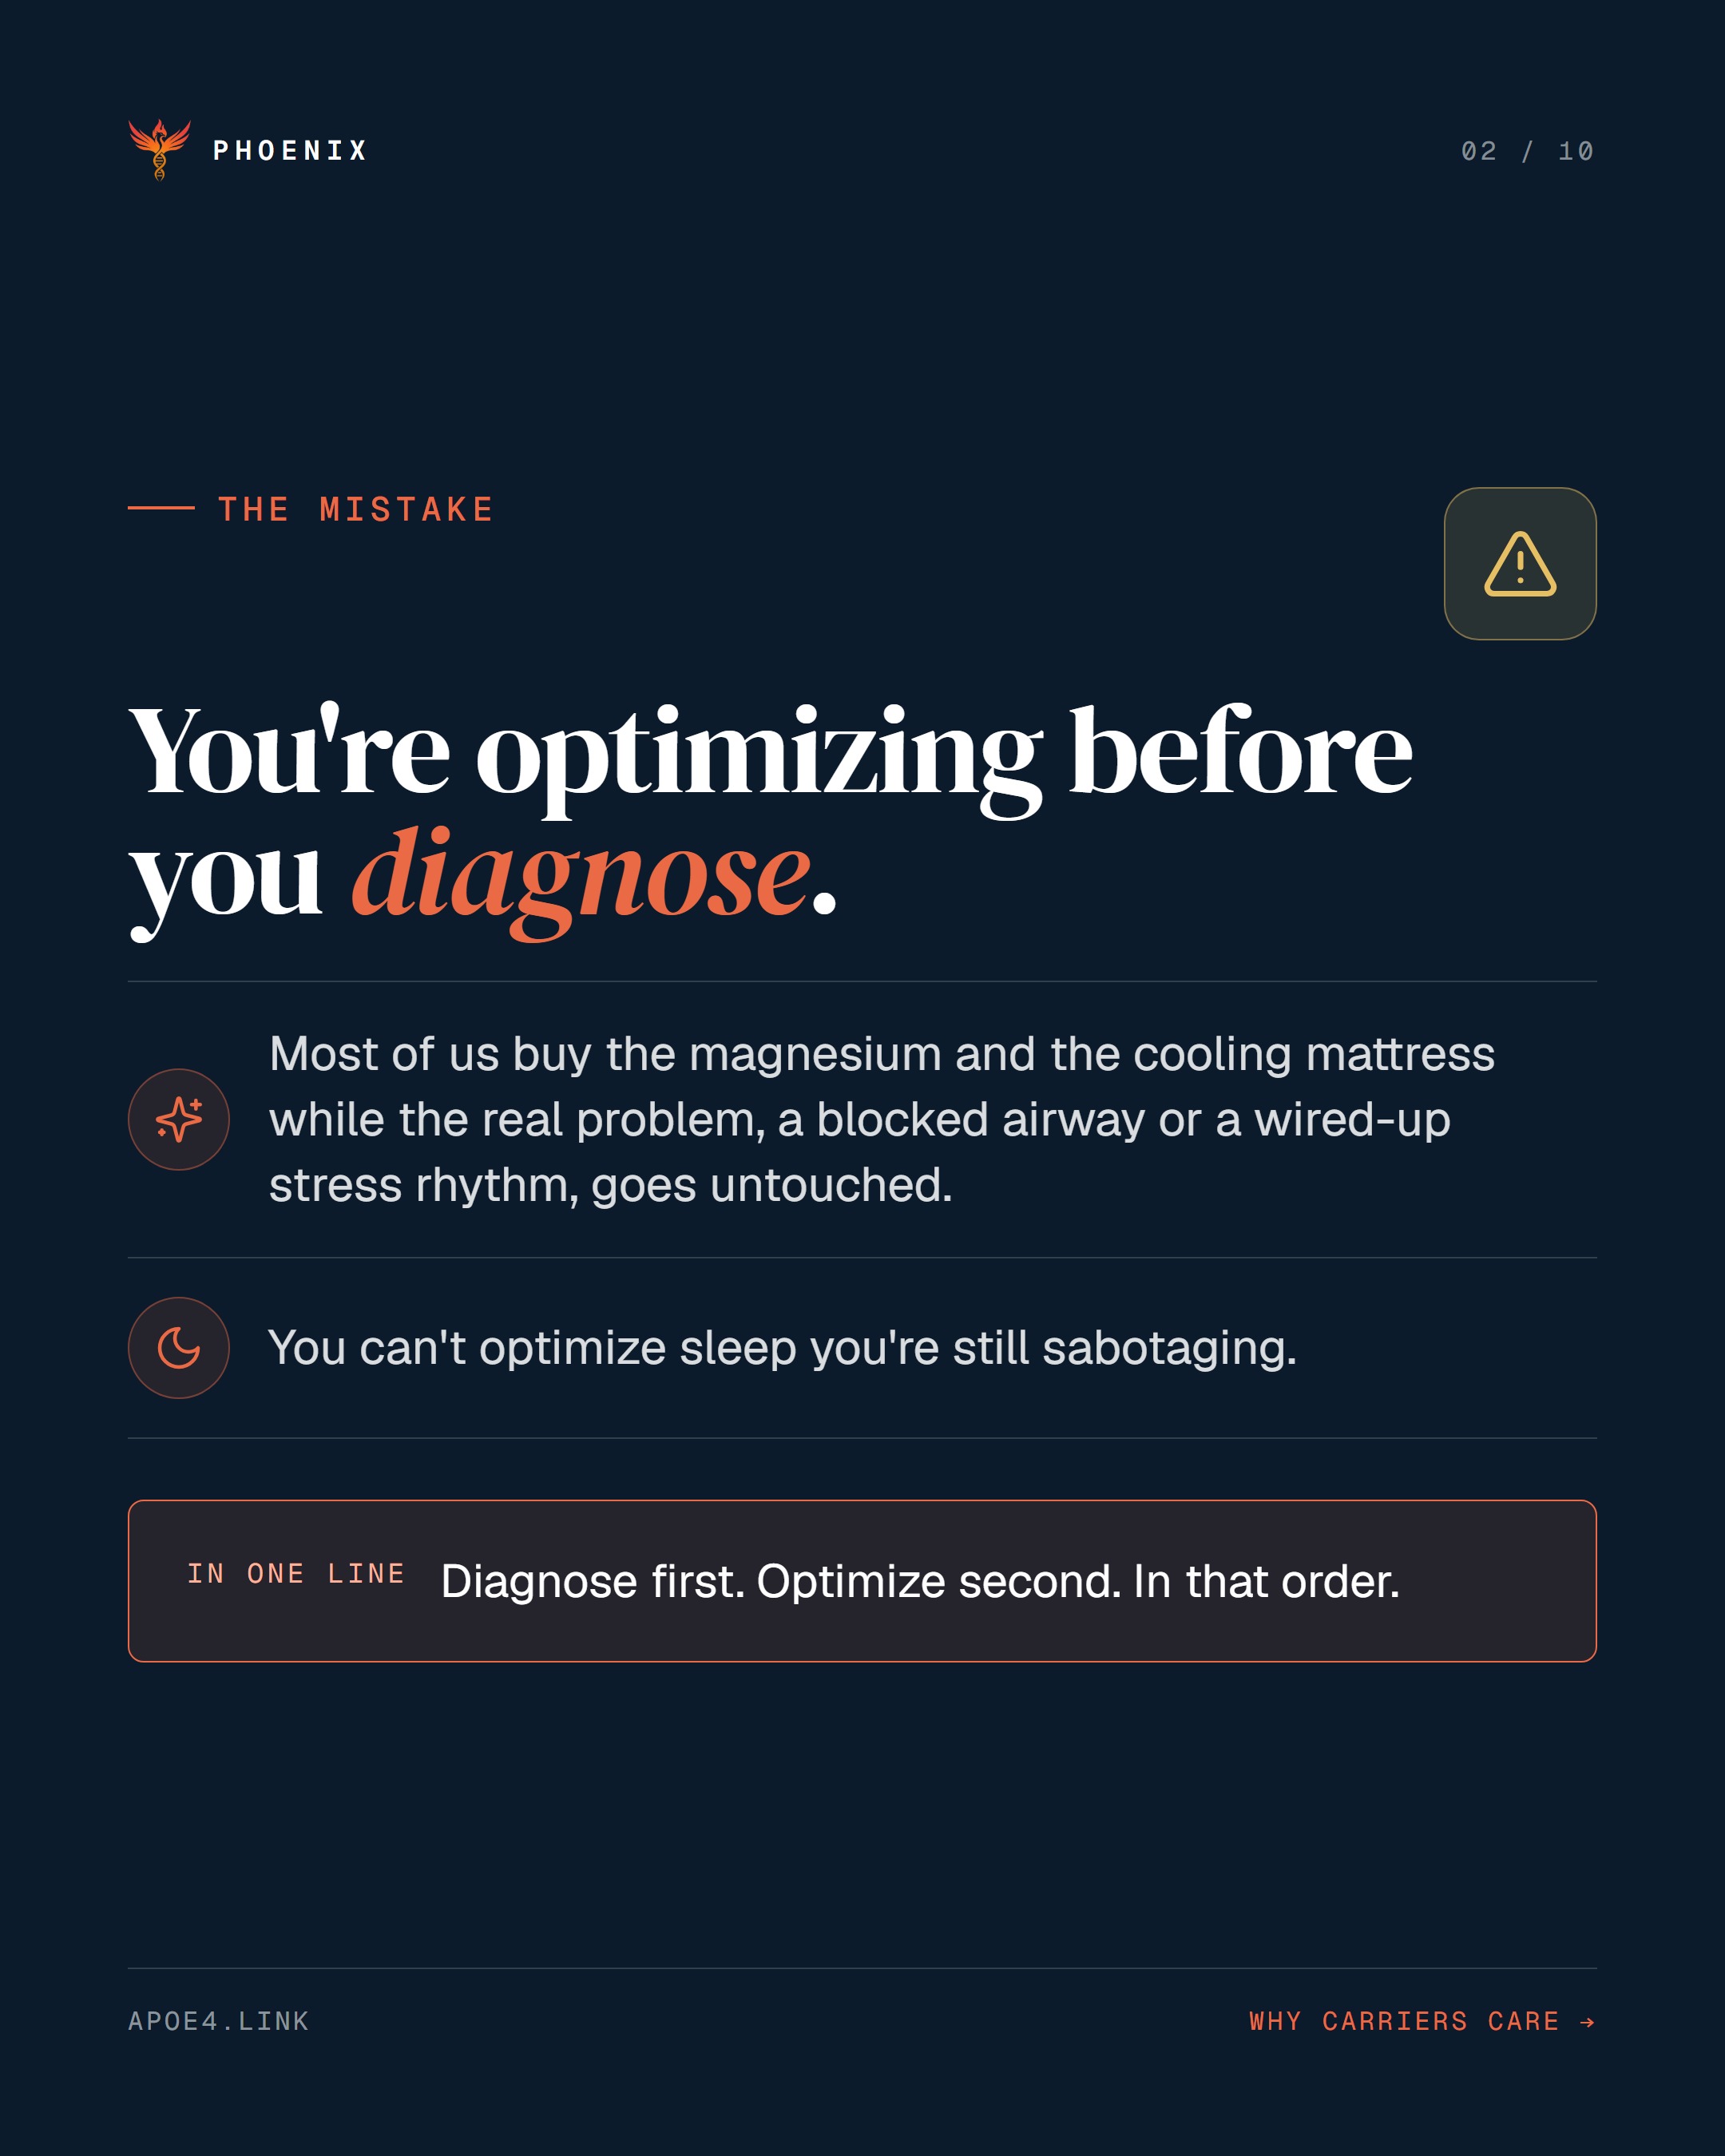 PHOENIX
02 / 10
THE MISTAKE
You're optimizing before
you diagnose.
Most of us buy the magnesium and the cooling mattress
while the real problem, a blocked airway or a wired-up
stress rhythm, goes untouched.
You can't optimize sleep you're still sabotaging.
IN ONE LINE Diagnose first. Optimize second. In that order.
APOE4.LINK
WHY CARRIERS CARE →